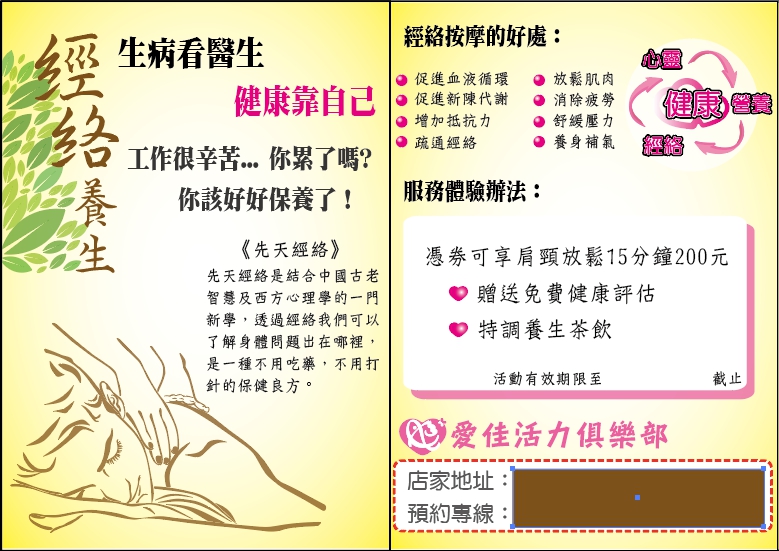 經絡養生
生病看醫生
健康靠自己
工作很辛苦... 你累了嗎?
你該好好保養了！
《先天經絡》
先天經絡是結合中國古老
智慧及西方心理學的一門
新學，透過經絡我們可以
了解身體問題出在哪裡，
是一種不用吃藥，不用打
針的保健良方。
經絡按摩的好處：
促進血液循環
促進新陳代謝
增加抵抗力
疏通經絡
放鬆肌肉
消除疲勞
舒緩壓力
養身補氣
心靈
健康
營養
經絡
服務體驗辦法：
憑券可享肩頸放鬆15分鐘200元
贈送免費健康評估
特調養生茶飲
活動有效期限至 截止
愛佳活力俱樂部
店家地址：
預約專線：